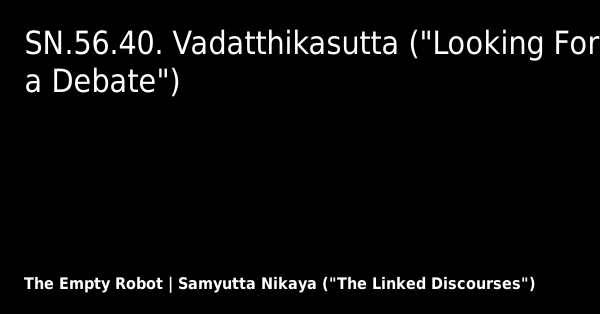 SN.56.40. Vadatthikasutta ("Looking For
a Debate")
The Empty Robot | Samyutta Nikaya ("The Linked Discourses")